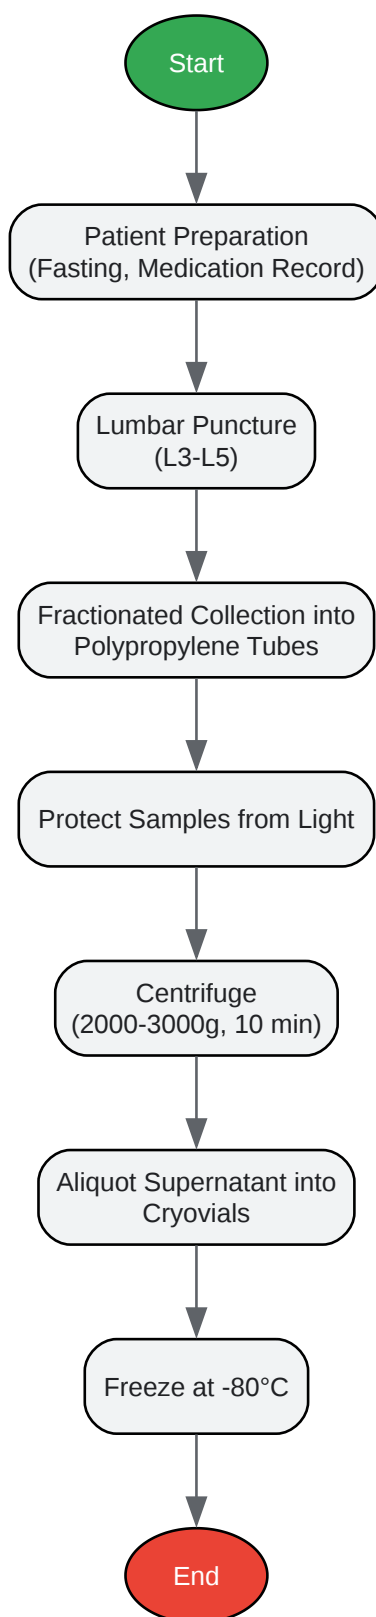 Start
Patient Preparation
(Fasting, Medication Record)
Lumbar Puncture
(L3-L5)
Fractionated Collection into
Polypropylene Tubes
Protect Samples from Light
Centrifuge
(2000-3000g, 10 min)
Aliquot Supernatant into
Cryovials
Freeze at -80°C
End